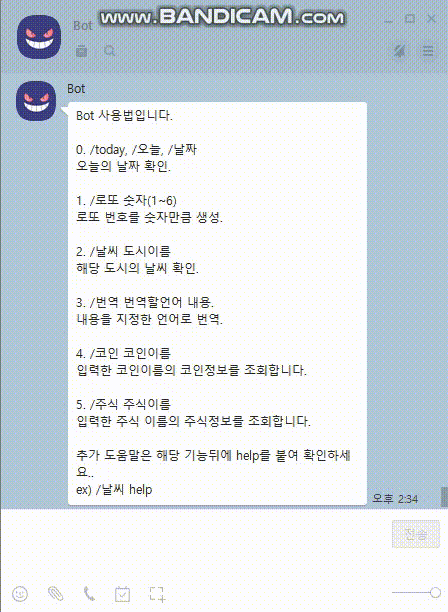 www.BANDICAM.com
Bot
Bot
Bot 사용법입니다.
0. /today, /오늘, /날짜
오늘의 날짜 확인.
1. /로또 숫자(1~6)
로또 번호를 숫자만큼 생성.
2. /날씨 도시이름
해당 도시의 날씨 확인.
3. /번역 번역할언어 내용.
내용을 지정한 언어로 번역.
4. /코인 코인이름
입력한 코인이름의 코인정보를 조회합니다.
5. /주식 주식이름
입력한 주식 이름의 주식정보를 조회합니다.
추가 도움말은 해당 기능뒤에 help를 붙여 확인하세
요..
ex) /날씨 help
오후 2:34
전송